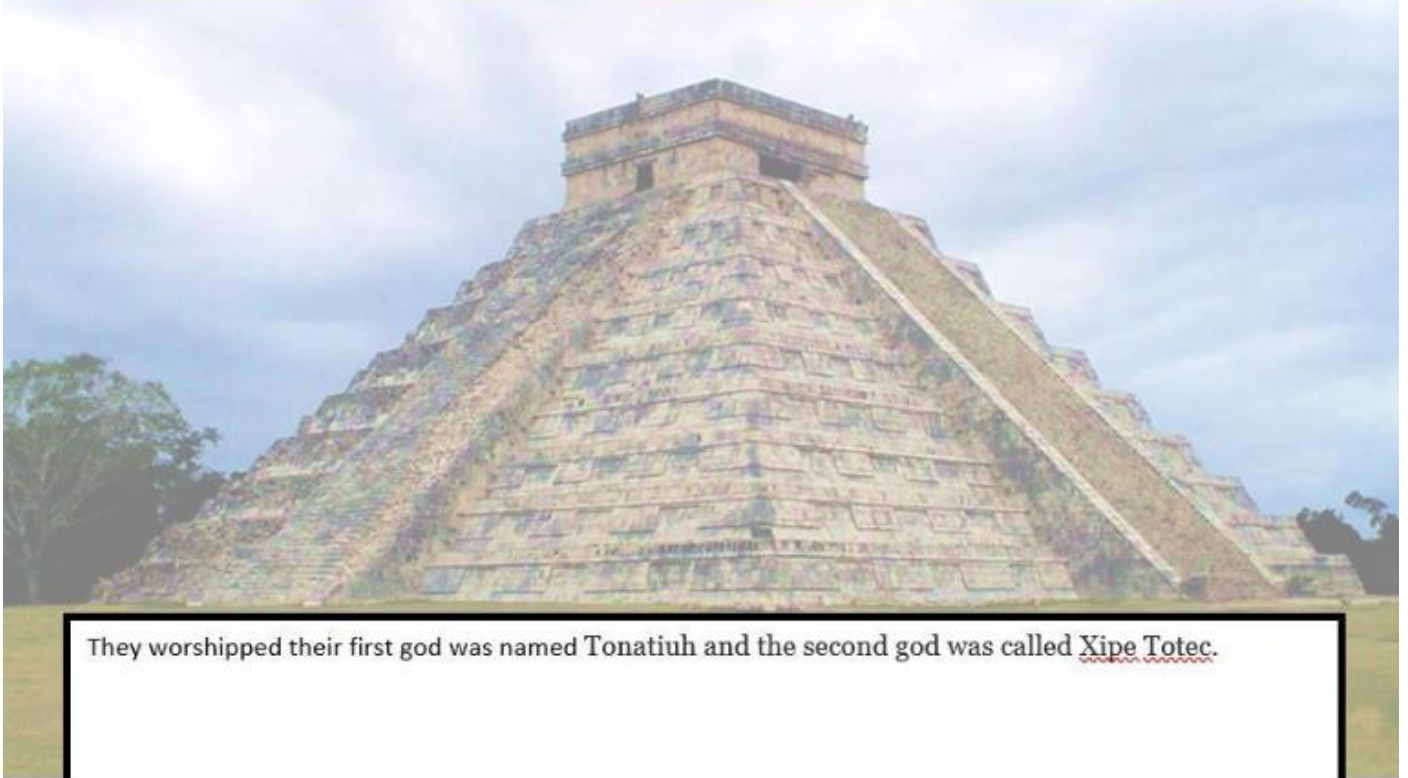 They worshipped their first god was named Tonatiuh and the second god was called Xipe Totec.